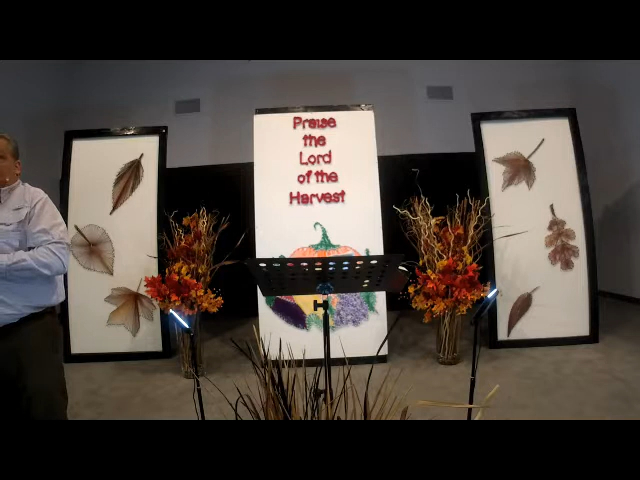 Praise
the
Lord
of the
Harvest